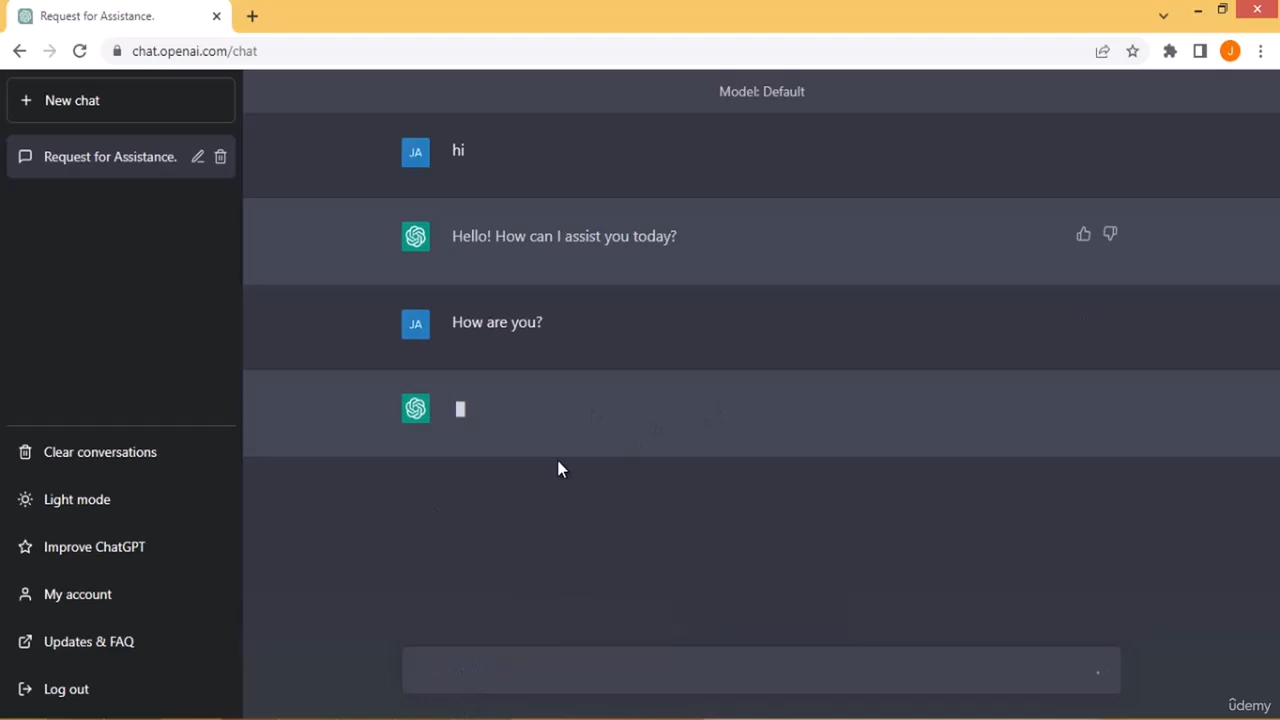 Request for Assistance.
chat.openai.com/chat
J
New chat
Request for Assistance.
Clear conversations
Light mode
Improve ChatGPT
My account
Updates & FAQ
Log out
Model: Default
JA
hi
Hello! How can I assist you today?
JA
How are you?
ûdemy